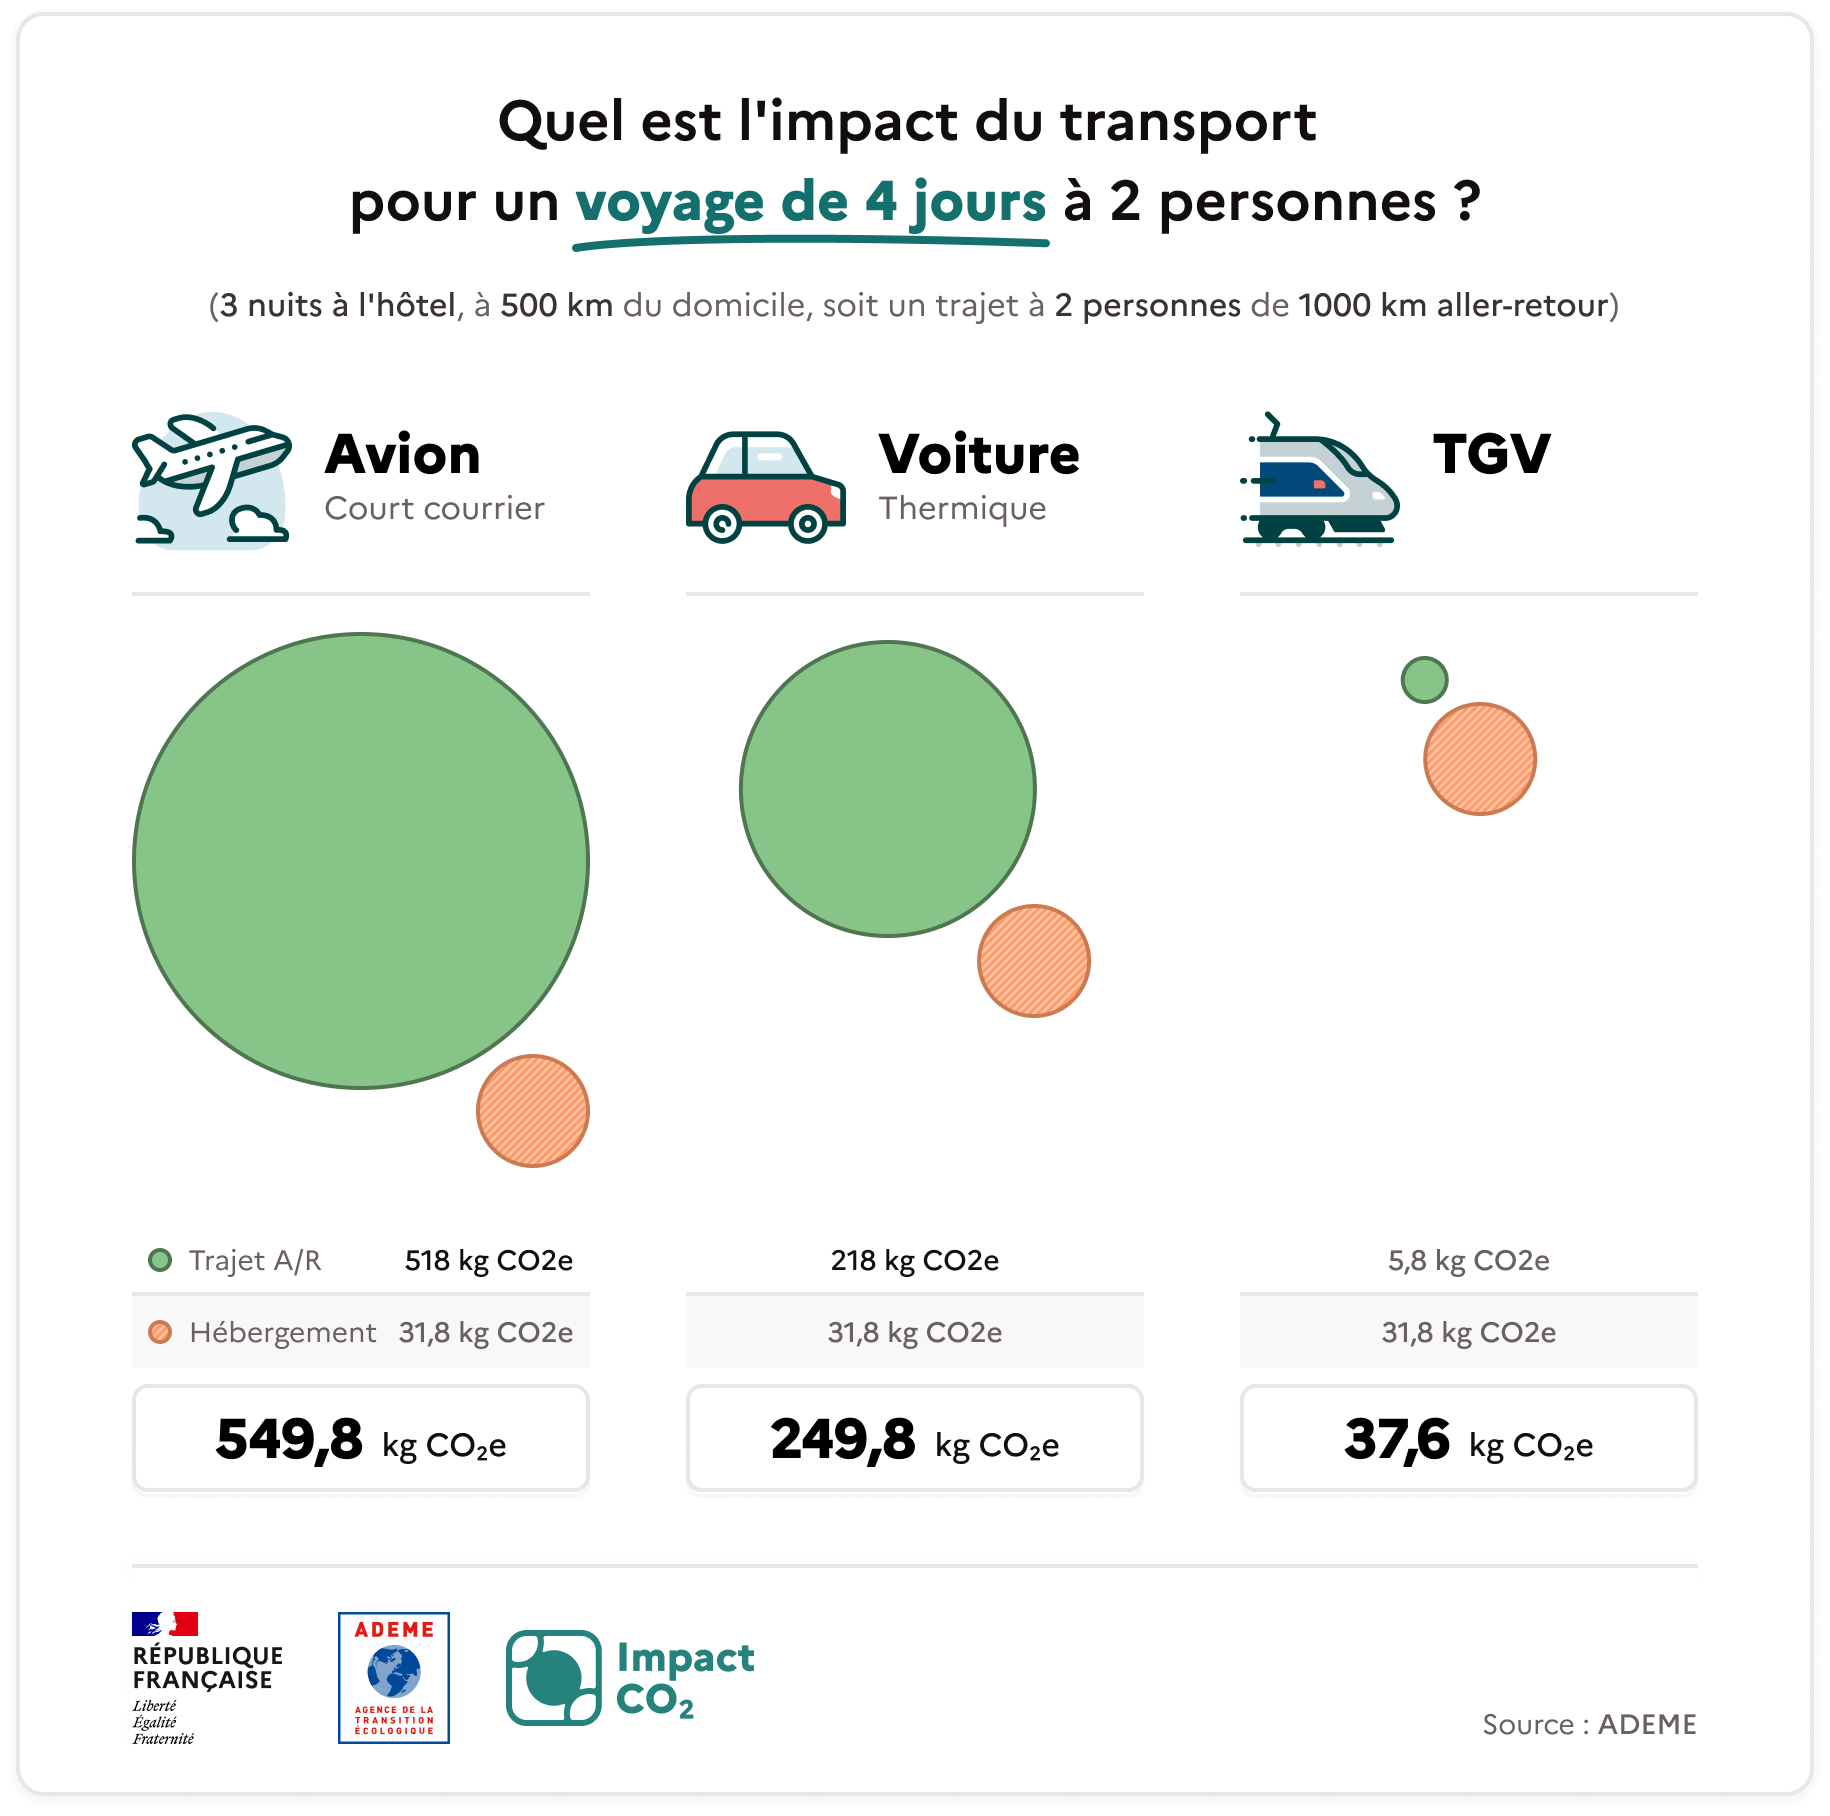 Quel est l'impact du transport
pour un voyage de 4 jours à 2 personnes ?
(3 nuits à l'hôtel, à 500 km du domicile, soit un trajet à 2 personnes de 1000 km aller-retour)
Avion
Court courrier
Voiture
Thermique
TGV
Trajet A/R 518 kg CO2e 218 kg CO2e 5,8 kg CO2e
Hébergement 31,8 kg CO2e 31,8 kg CO2e 31,8 kg CO2e
549,8 kg CO₂e 249,8 kg CO₂e 37,6 kg CO₂e
RÉPUBLIQUE
FRANÇAISE
Liberté
Égalité
Fraternité
ADEME
AGENCE DE LA
TRANSITION
ÉCOLOGIQUE
Impact
CO₂
Source : ADEME